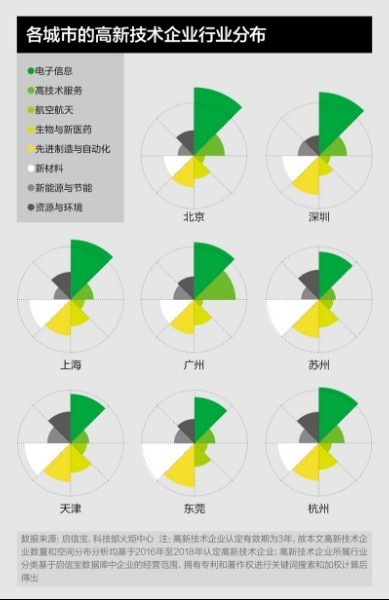 各城市的高新技术企业行业分布
电子信息
高技术服务
航空航天
生物与新医药
先进制造与自动化
新材料
新能源与节能
资源与环境
北京
深圳
上海
广州
苏州
天津
东莞
杭州
数据来源: 启信宝、科技部火炬中心 注: 高新技术企业认定有效期为3年，故本文高新技术企
业数量和空间分布分析均基于2016年至2018年认定高新技术企业; 高新技术企业所属行业
分类基于启信宝数据库中企业的经营范围、拥有专利和著作权进行关键词搜索和加权计算后
得出